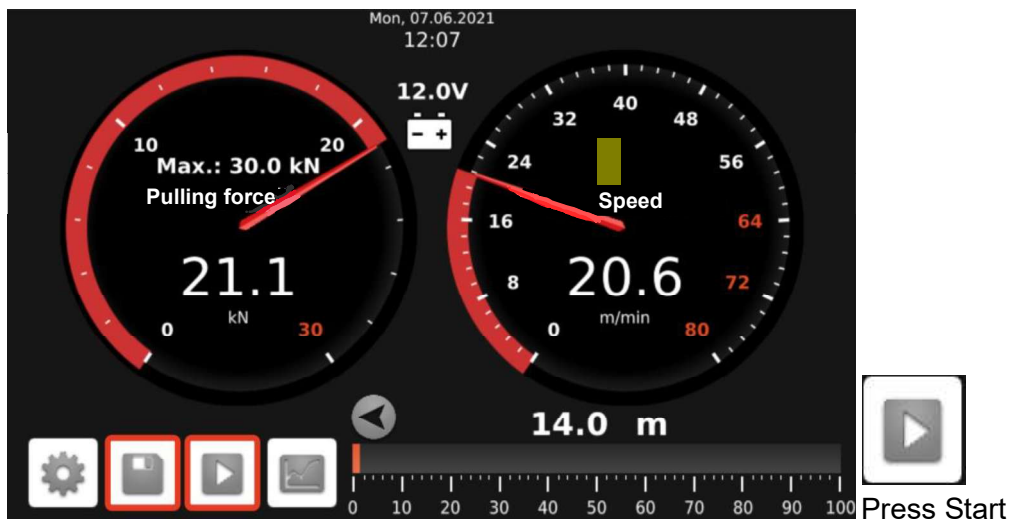 Mon, 07.06.2021
12:07
12.0V
- +
10
20
Max.: 30.0 kN
Pulling force
21.1
kN
0
30
40
32
48
24
56
Speed
16
64
8
20.6
72
m/min
0
80
14.0 m
0 10 20 30 40 50 60 70 80 90 100
Press Start